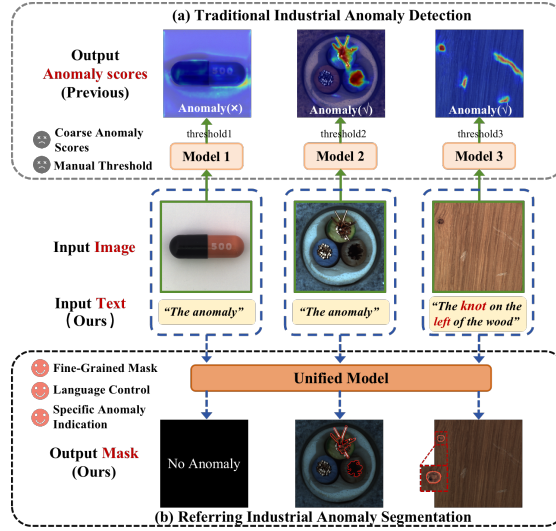 (a) Traditional Industrial Anomaly Detection
Output
Anomaly scores
(Previous)
Anomaly(×)
Anomaly(√)
Anomaly(√)
Coarse Anomaly
Scores
Manual Threshold
threshold1
threshold2
threshold3
Model 1
Model 2
Model 3
Input Image
500
500
Input Text
(Ours)
“The anomaly”
“The anomaly”
“The knot on the
left of the wood”
Fine-Grained Mask
Language Control
Specific Anomaly
Indication
Unified Model
Output Mask
(Ours)
No Anomaly
(b) Referring Industrial Anomaly Segmentation